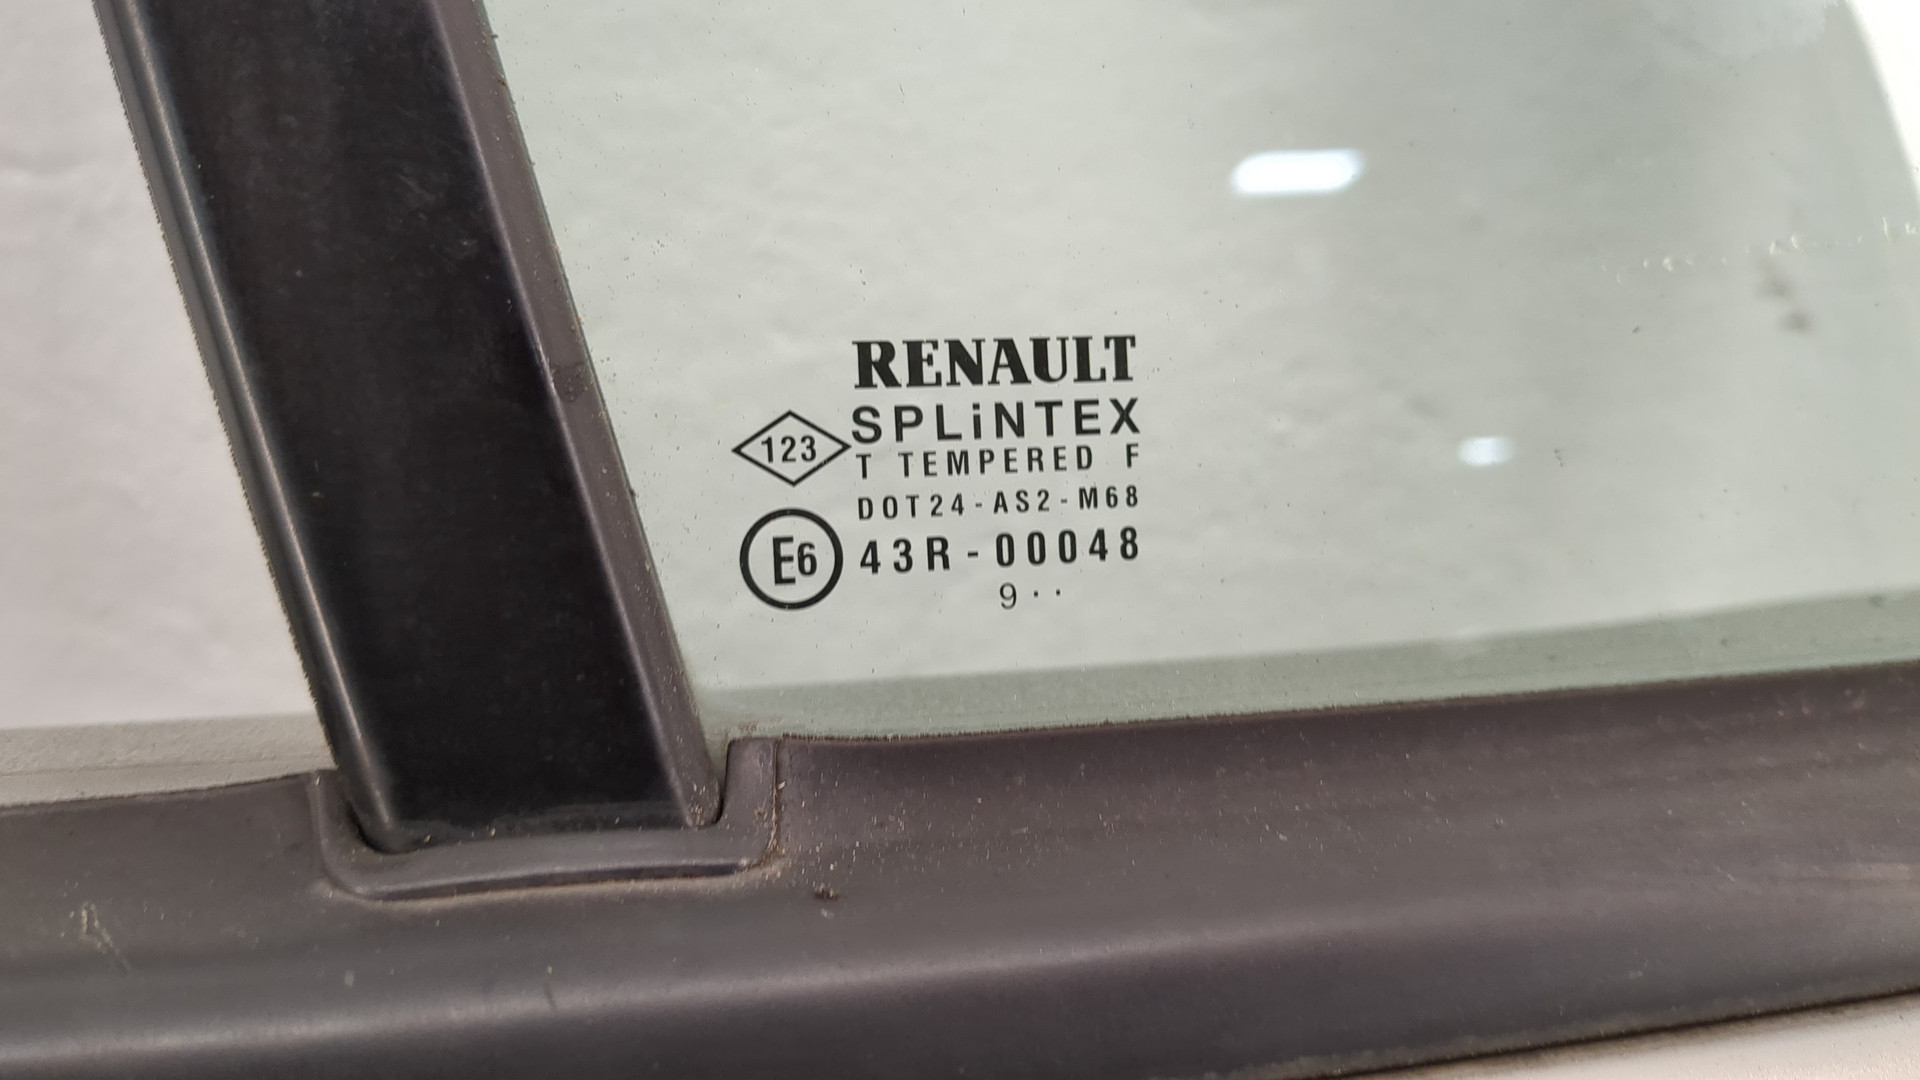 RENAULT
SPLiNTEX
123
T TEMPERED F
DOT24-AS2-M68
E6 43R-00048
9··